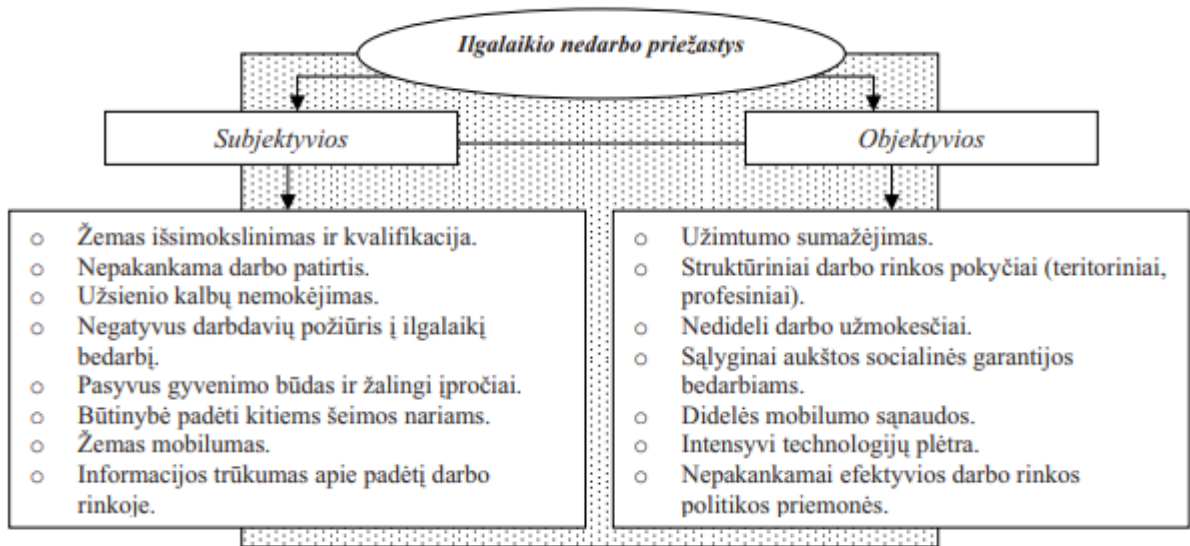 Ilgalaikio nedarbo priežastys
Subjektyvios
Objektyvios
o Žemas išsimokslinimas ir kvalifikacija.
o Nepakankama darbo patirtis.
o Užsienio kalbų nemokėjimas.
o Negatyvus darbdavių požiūris į ilgalaikį
bedarbį.
o Pasyvus gyvenimo būdas ir žalingi įpročiai.
o Būtinybė padėti kitiems šeimos nariams.
o Žemas mobilumas.
o Informacijos trūkumas apie padėtį darbo
rinkoje.
o Užimtumo sumažėjimas.
o Struktūriniai darbo rinkos pokyčiai (teritoriniai,
profesiniai).
o Nedideli darbo užmokesčiai.
o Sąlyginai aukštos socialinės garantijos
bedarbiams.
o Didelės mobilumo sąnaudos.
o Intensyvi technologijų plėtra.
o Nepakankamai efektyvios darbo rinkos
politikos priemonės.